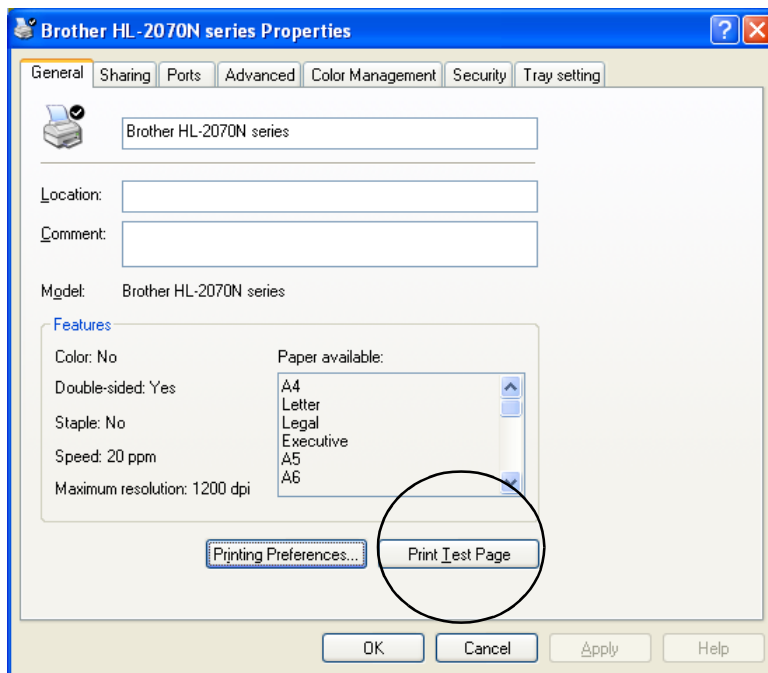 Brother HL-2070N series Properties
General Sharing Ports Advanced Color Management Security Tray setting
Brother HL-2070N series
Location:
Comment:
Model: Brother HL-2070N series
Features
Color: No
Double-sided: Yes
Staple: No
Speed: 20 ppm
Maximum resolution: 1200 dpi
Paper available:
A4
Letter
Legal
Executive
A5
A6
Printing Preferences... Print Test Page
OK Cancel Apply Help